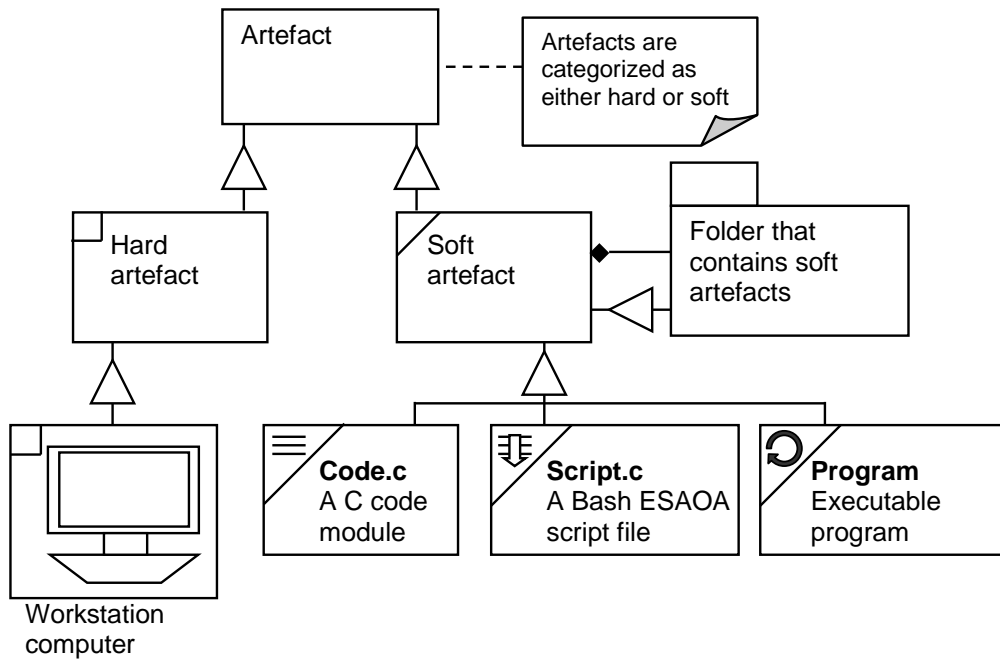 Artefact
Artefacts are
categorized as
either hard or soft
Hard
artefact
Soft
artefact
Folder that
contains soft
artefacts
Code.c
A C code
module
Script.c
A Bash ESAOA
script file
Program
Executable
program
Workstation
computer